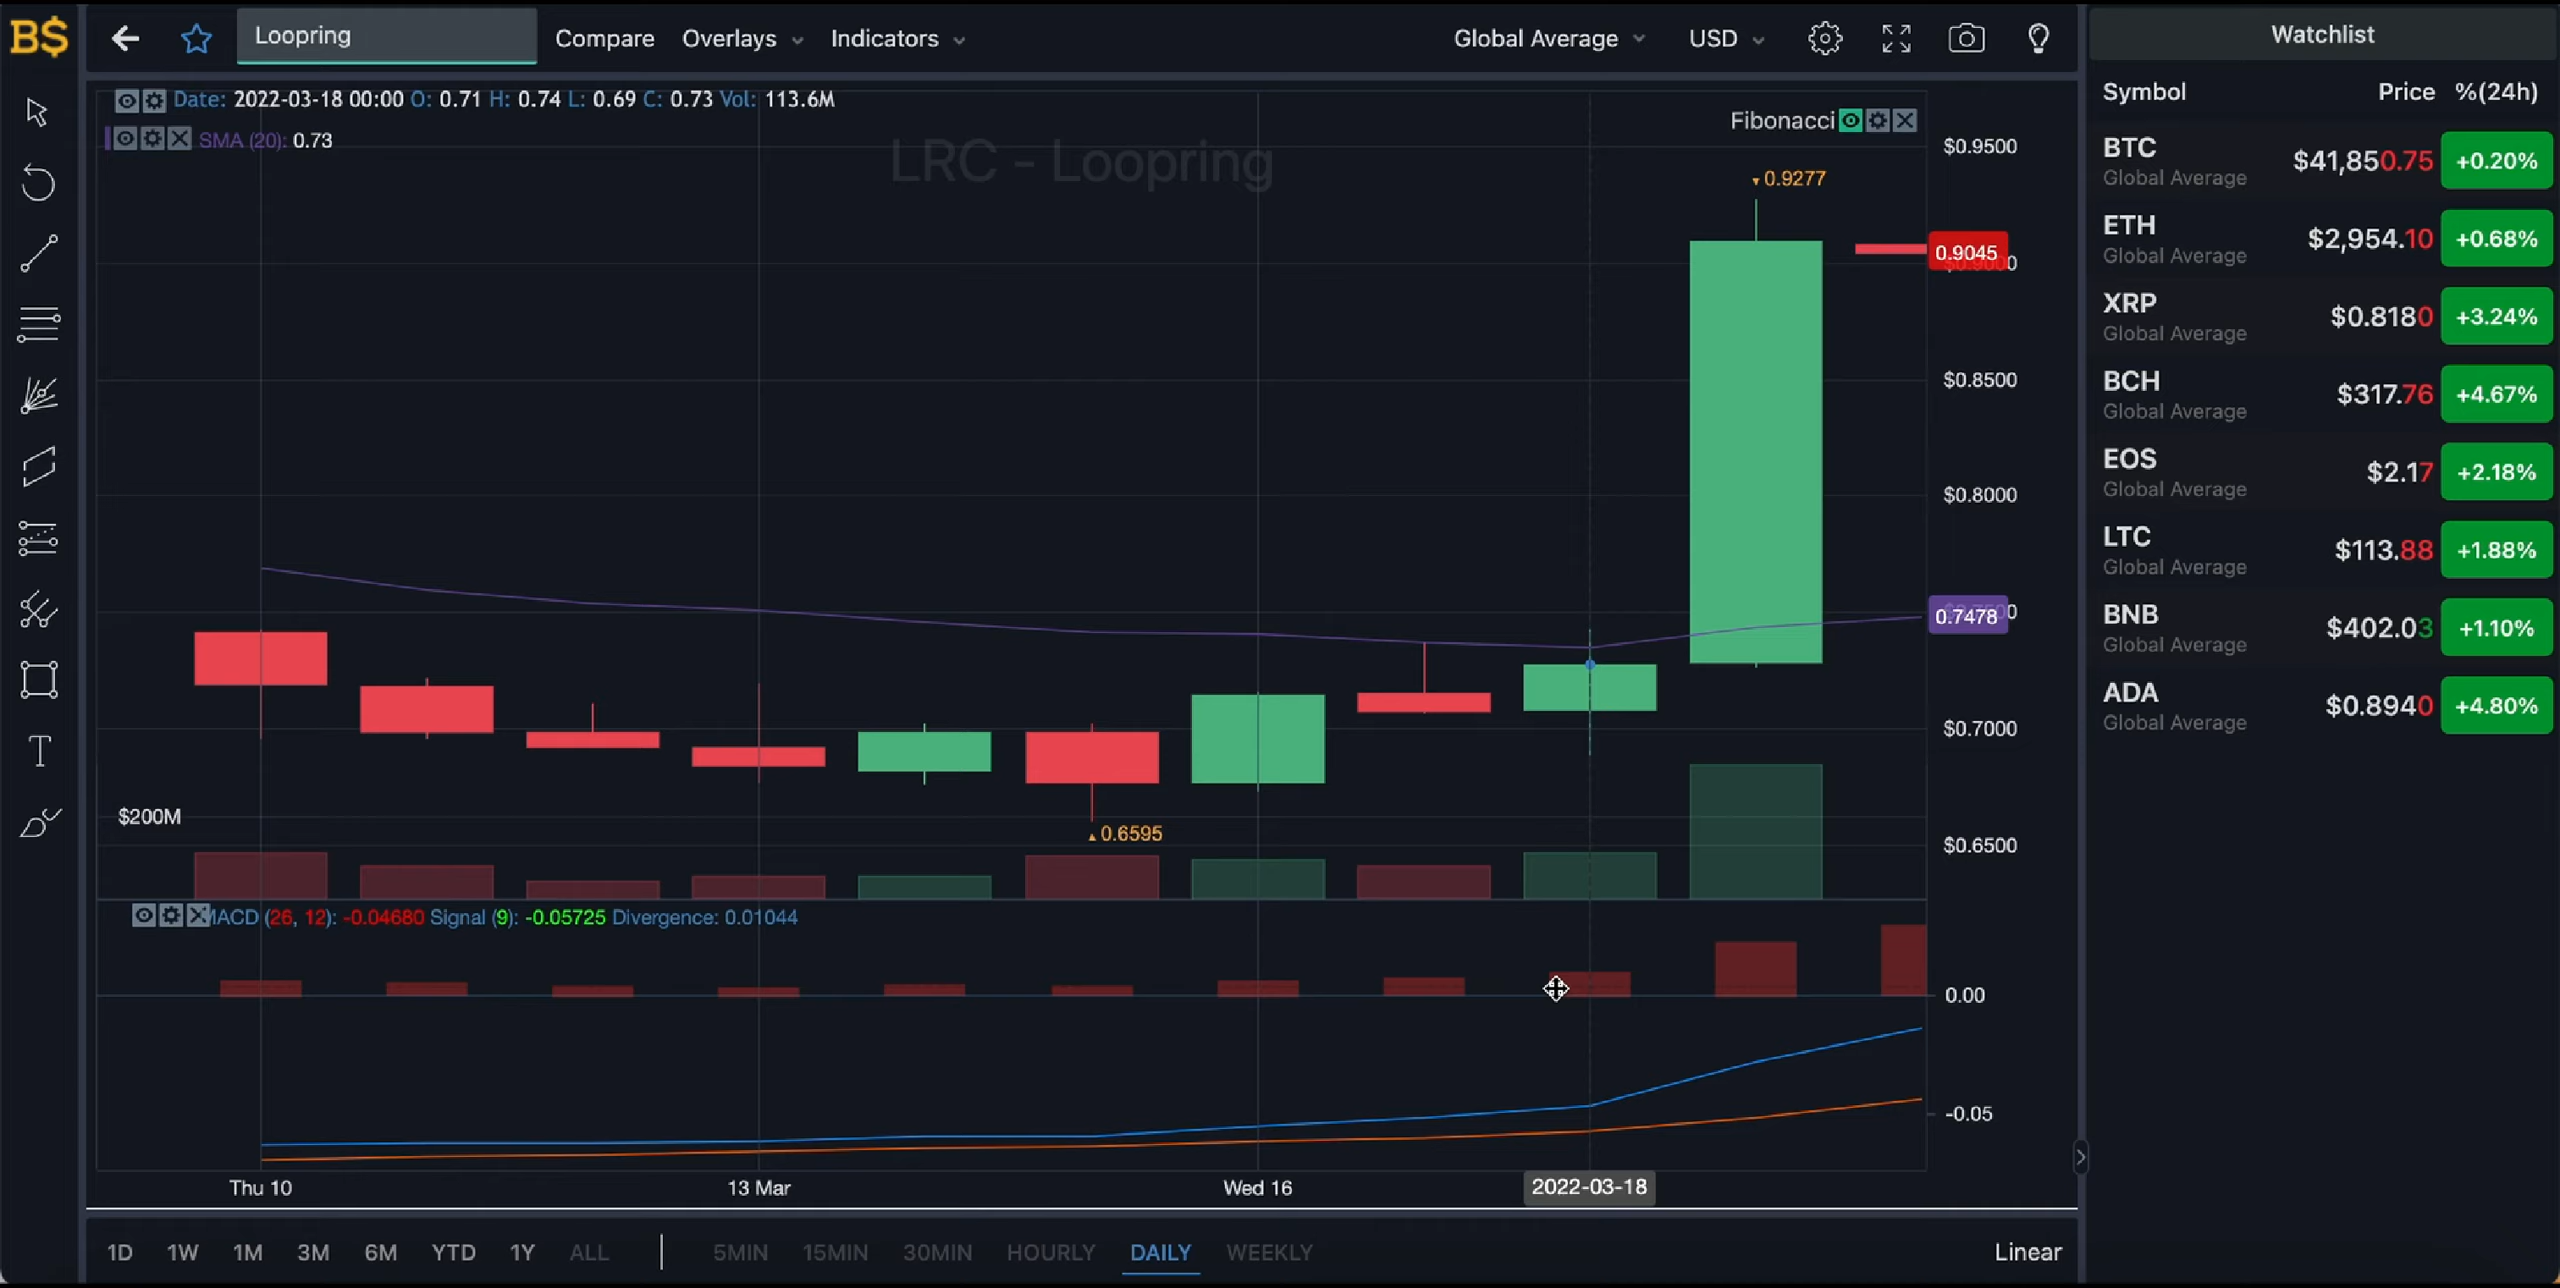 B$
Loopring
Compare
Overlays
Indicators
Global Average
USD
Watchlist
Date: 2022-03-18 00:00 O: 0.71 H: 0.74 L: 0.69 C: 0.73 Vol: 113.6M
SMA (20): 0.73
LRC - Loopring
Fibonacci
0.9277
$0.9500
0.9045
$0.8500
$0.8000
0.7478
$0.7000
$0.6500
$200M
0.6595
MACD (26, 12): -0.04680 Signal (9): -0.05725 Divergence: 0.01044
0.00
-0.05
Thu 10
13 Mar
Wed 16
2022-03-18
1D 1W 1M 3M 6M YTD 1Y ALL
5MIN 15MIN 30MIN HOURLY DAILY WEEKLY
Linear
Symbol Price %(24h)
BTC $41,850.75 +0.20%
Global Average
ETH $2,954.10 +0.68%
Global Average
XRP $0.8180 +3.24%
Global Average
BCH $317.76 +4.67%
Global Average
EOS $2.17 +2.18%
Global Average
LTC $113.88 +1.88%
Global Average
BNB $402.03 +1.10%
Global Average
ADA $0.8940 +4.80%
Global Average